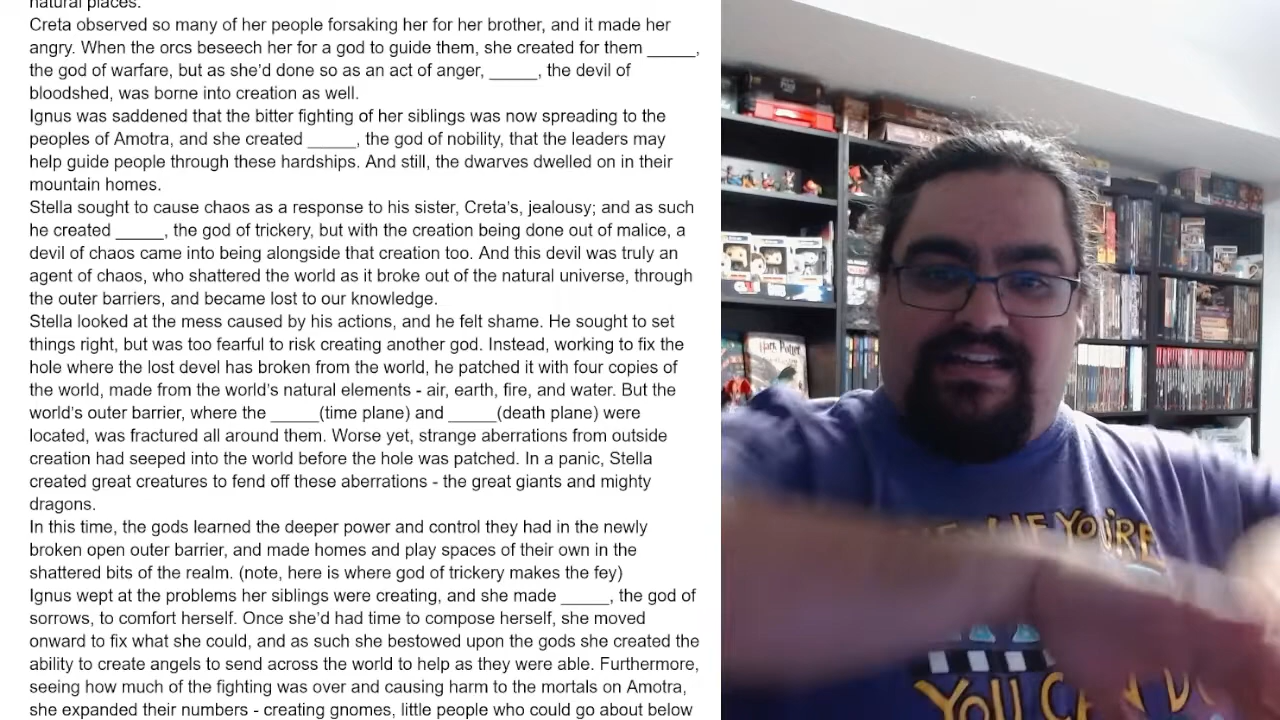 natural places.
Creta observed so many of her people forsaking her for her brother, and it made her
angry. When the orcs beseech her for a god to guide them, she created for them _____,
the god of warfare, but as she'd done so as an act of anger, _____, the devil of
bloodshed, was borne into creation as well.
Ignus was saddened that the bitter fighting of her siblings was now spreading to the
peoples of Amotra, and she created _____, the god of nobility, that the leaders may
help guide people through these hardships. And still, the dwarves dwelled on in their
mountain homes.
Stella sought to cause chaos as a response to his sister, Creta's, jealousy; and as such
he created _____, the god of trickery, but with the creation being done out of malice, a
devil of chaos came into being alongside that creation too. And this devil was truly an
agent of chaos, who shattered the world as it broke out of the natural universe, through
the outer barriers, and became lost to our knowledge.
Stella looked at the mess caused by his actions, and he felt shame. He sought to set
things right, but was too fearful to risk creating another god. Instead, working to fix the
hole where the lost devel has broken from the world, he patched it with four copies of
the world, made from the world's natural elements - air, earth, fire, and water. But the
world's outer barrier, where the _____(time plane) and _____(death plane) were
located, was fractured all around them. Worse yet, strange aberrations from outside
creation had seeped into the world before the hole was patched. In a panic, Stella
created great creatures to fend off these aberrations - the great giants and mighty
dragons.
In this time, the gods learned the deeper power and control they had in the newly
broken open outer barrier, and made homes and play spaces of their own in the
shattered bits of the realm. (note, here is where god of trickery makes the fey)
Ignus wept at the problems her siblings were creating, and she made _____, the god of
sorrows, to comfort herself. Once she'd had time to compose herself, she moved
onward to fix what she could, and as such she bestowed upon the gods she created the
ability to create angels to send across the world to help as they were able. Furthermore,
seeing how much of the fighting was over and causing harm to the mortals on Amotra,
she expanded their numbers - creating gnomes, little people who could go about below
Harry Potter
YOU'RE
YOU CAN